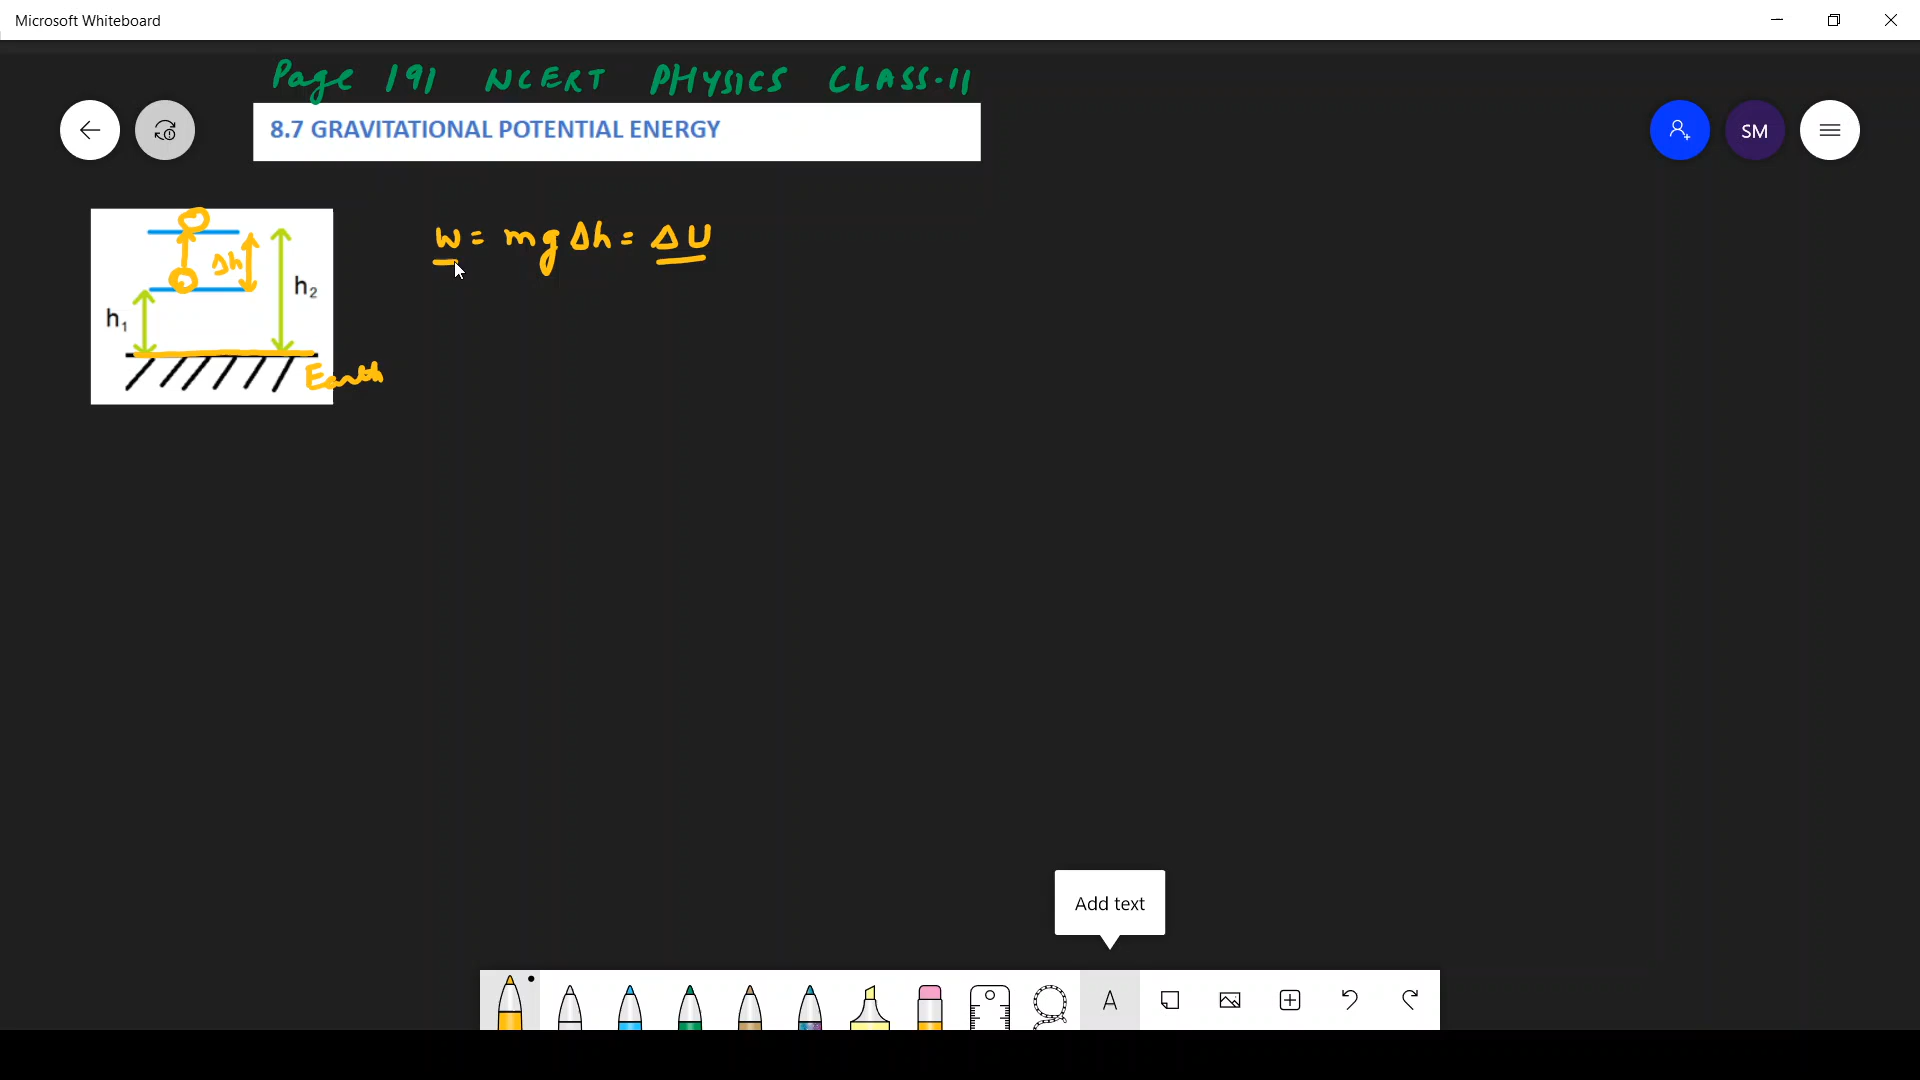 Microsoft Whiteboard
Page 191 NCERT PHYSICS CLASS-11
8.7 GRAVITATIONAL POTENTIAL ENERGY
SM
W = mgΔh = ΔU
Δh
h₂
h₁
Earth
Add text
A